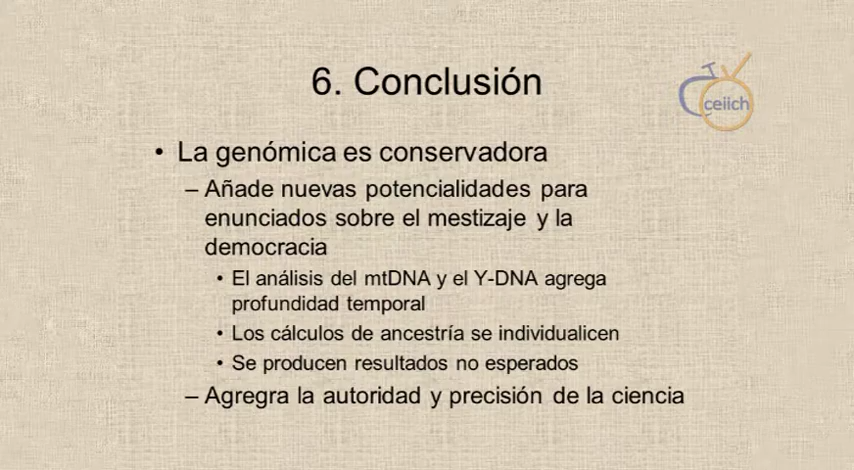 6. Conclusión
ceiich
• La genómica es conservadora
– Añade nuevas potencialidades para
enunciados sobre el mestizaje y la
democracia
• El análisis del mtDNA y el Y-DNA agrega
profundidad temporal
• Los cálculos de ancestría se individualicen
• Se producen resultados no esperados
– Agregra la autoridad y precisión de la ciencia